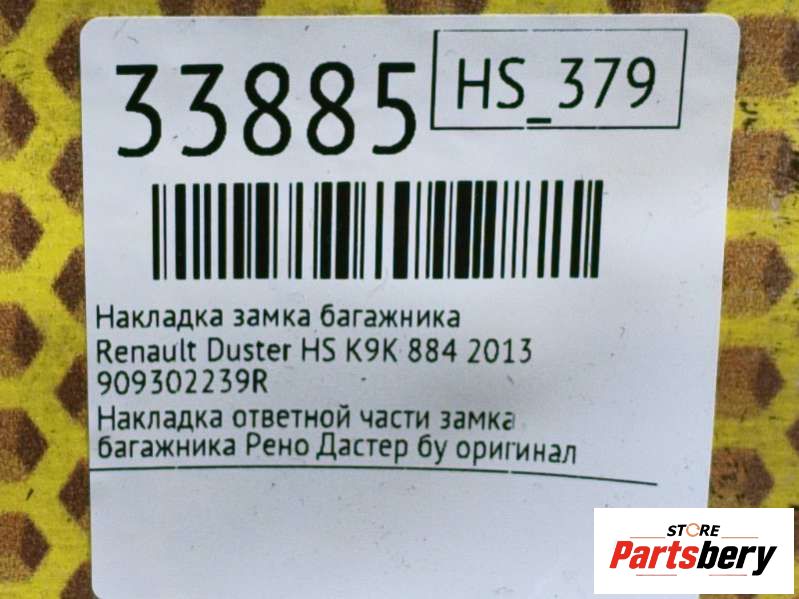 33885
HS_379
Накладка замка багажника
Renault Duster HS K9K 884 2013
909302239R
Накладка ответной части замка
багажника Рено Дастер бу оригинал
STORE
Partsbery